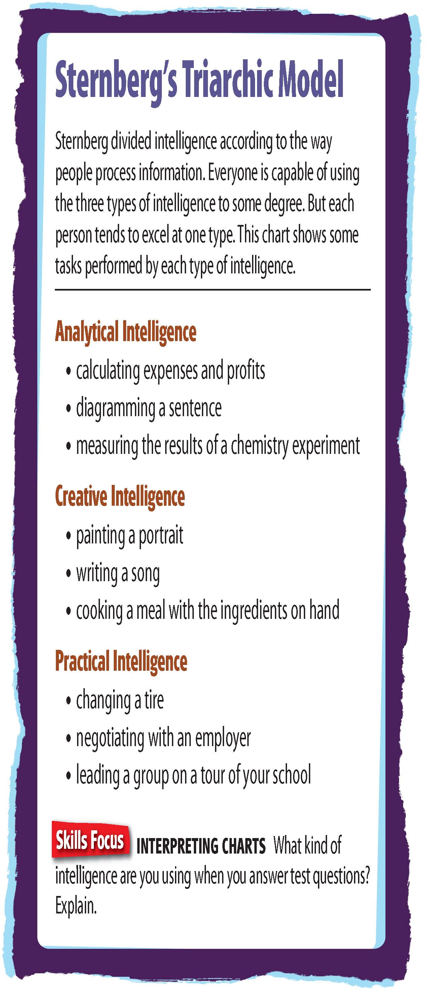 Sternberg's Triarchic Model
Sternberg divided intelligence according to the way
people process information. Everyone is capable of using
the three types of intelligence to some degree. But each
person tends to excel at one type. This chart shows some
tasks performed by each type of intelligence.
Analytical Intelligence
• calculating expenses and profits
• diagramming a sentence
• measuring the results of a chemistry experiment
Creative Intelligence
• painting a portrait
• writing a song
• cooking a meal with the ingredients on hand
Practical Intelligence
• changing a tire
• negotiating with an employer
• leading a group on a tour of your school
Skills Focus INTERPRETING CHARTS What kind of
intelligence are you using when you answer test questions?
Explain.